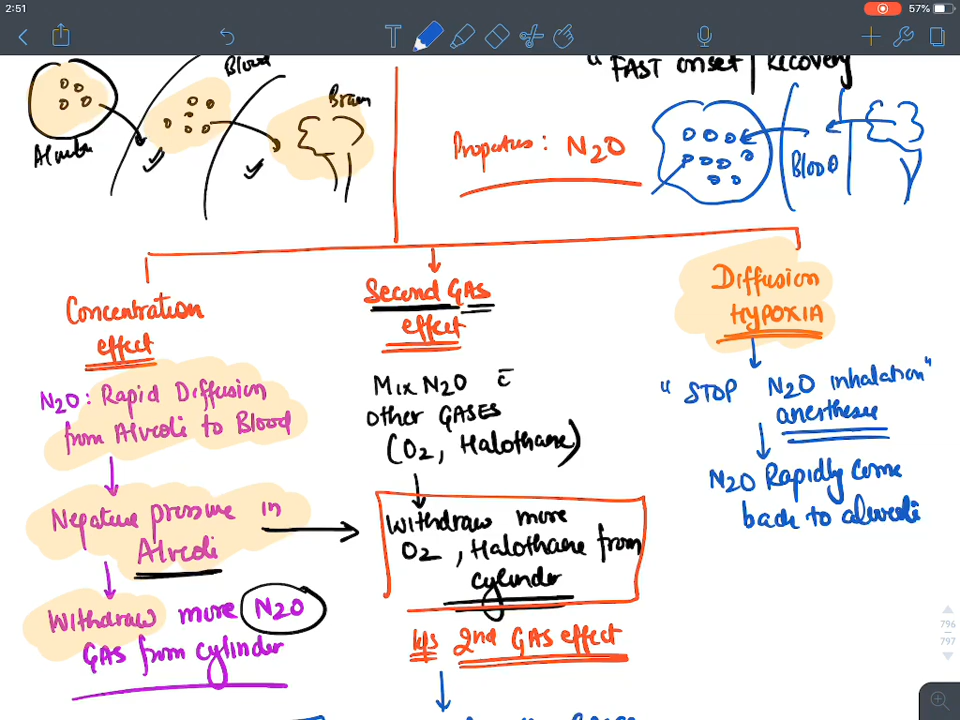 2:51
57%
Blood
Brain
Alveoli
"FAST onset | Recovery
Properties: N2O
Blood
Concentration
effect
N2O: Rapid Diffusion
from Alveoli to Blood
Negative pressure in
Alveoli
Withdraw more N2O
GAS from cylinder
Second GAS
effect
Mix N2O c̄
other GASES
(O2, Halothane)
Withdraw more
O2, Halothane from
cylinder
k/s 2nd GAS effect
Diffusion
HYPOXIA
"STOP N2O inhalation"
anesthesia
N2O Rapidly come
back to alveoli
796
797